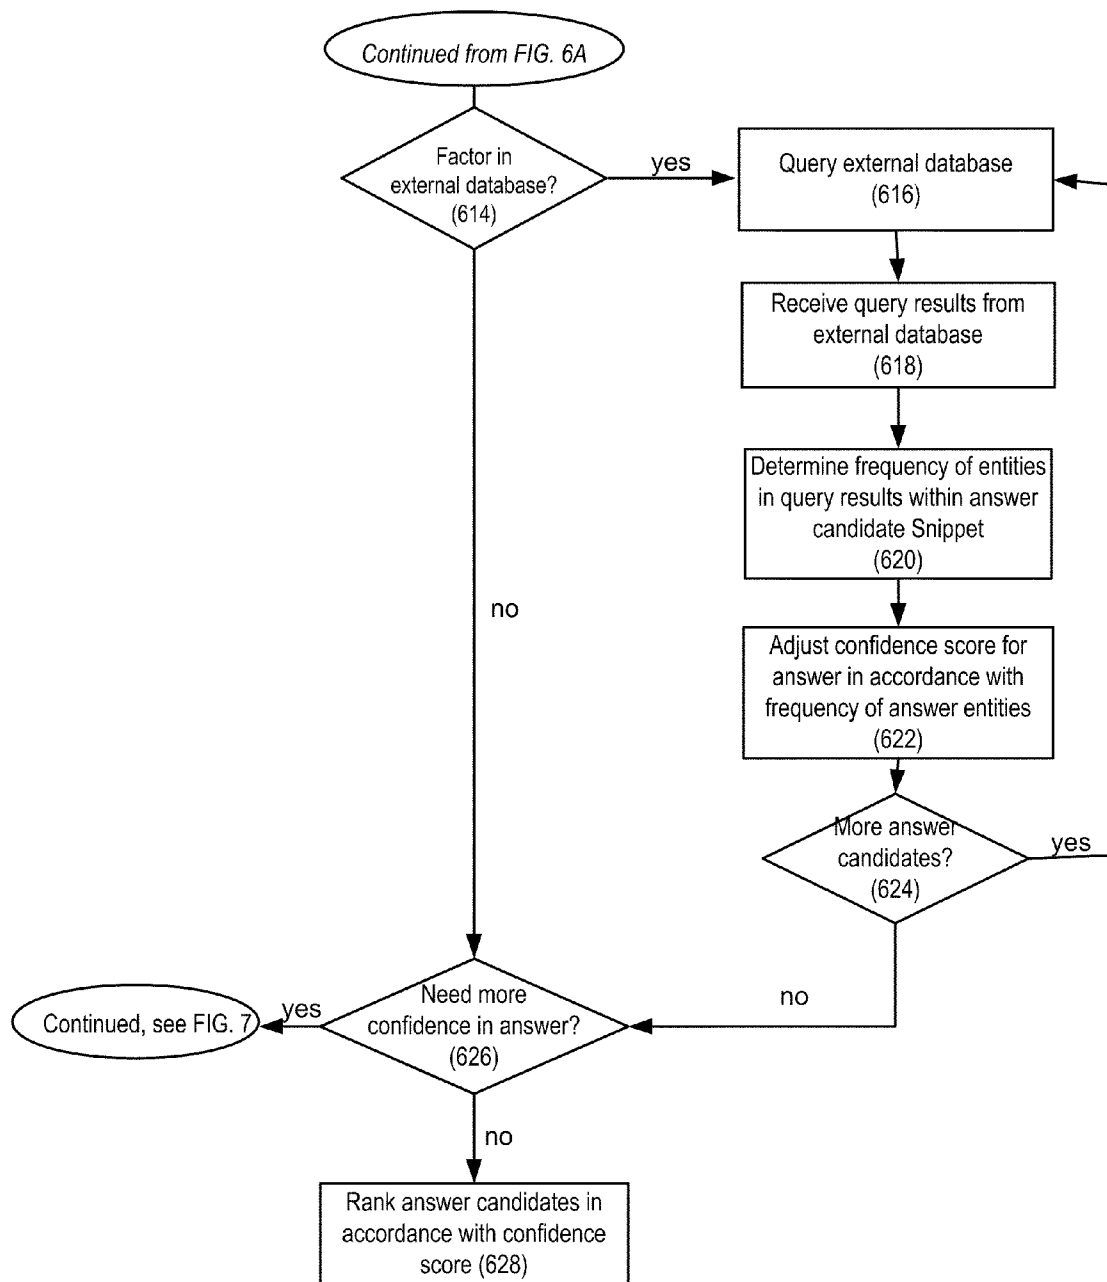 Continued from FIG. 6A
Factor in
external database?
(614)
yes
Query external database
(616)
Receive query results from
external database
(618)
Determine frequency of entities
in query results within answer
candidate Snippet
(620)
no
Adjust confidence score for
answer in accordance with
frequency of answer entities
(622)
More answer
candidates?
(624)
yes
no
Need more
confidence in answer?
(626)
yes
Continued, see FIG. 7
no
Rank answer candidates in
accordance with confidence
score (628)